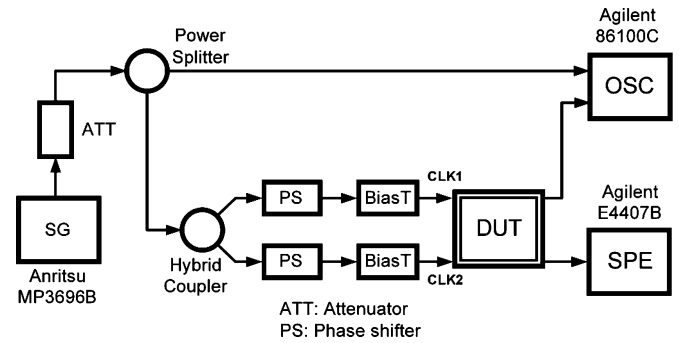 Agilent
86100C
Power
Splitter
OSC
ATT
CLK1
PS
BiasT
Agilent
E4407B
SG
DUT
PS
BiasT
SPE
Anritsu
MP3696B
Hybrid
Coupler
CLK2
ATT: Attenuator
PS: Phase shifter